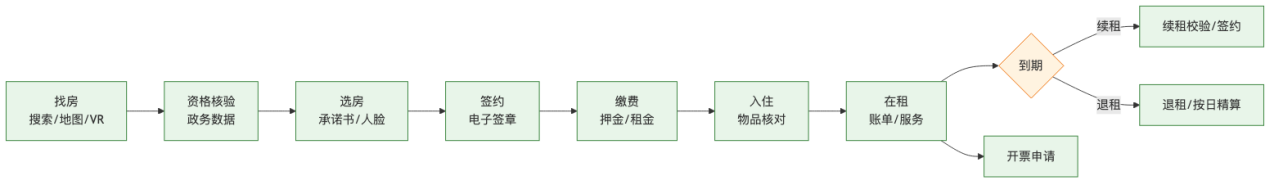 找房
搜索/地图/VR
资格核验
政务数据
选房
承诺书/人脸
签约
电子签章
缴费
押金/租金
入住
物品核对
在租
账单/服务
到期
续租
续租校验/签约
退租
退租/按日精算
开票申请